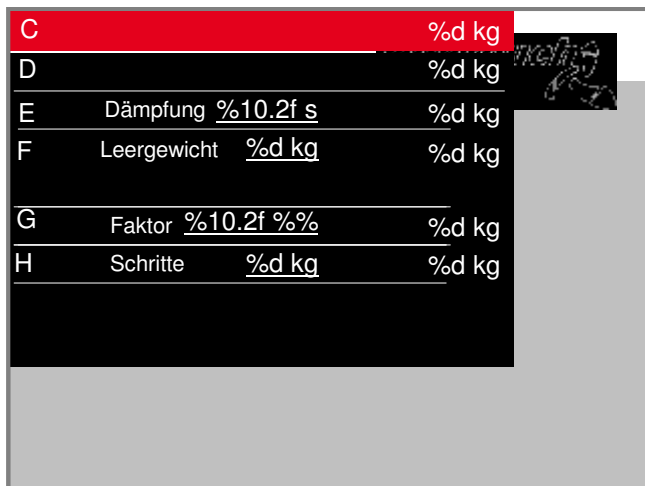 C %d kg
D %d kg
E Dämpfung %10.2f s %d kg
F Leergewicht %d kg %d kg
G Faktor %10.2f %% %d kg
H Schritte %d kg %d kg